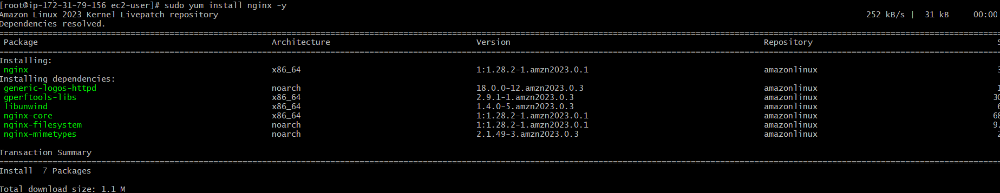 [root@ip-172-31-79-156 ec2-user]# sudo yum install nginx -y
Amazon Linux 2023 Kernel Livepatch repository 252 kB/s | 31 kB 00:00
Dependencies resolved.
Package Architecture Version Repository
Installing:
nginx x86_64 1:1.28.2-1.amzn2023.0.1 amazonlinux
Installing dependencies:
generic-logos-httpd noarch 18.0.0-12.amzn2023.0.3 amazonlinux
gperftools-libs x86_64 2.9.1-1.amzn2023.0.3 amazonlinux 30
libunwind x86_64 1.4.0-5.amzn2023.0.3 amazonlinux
nginx-core x86_64 1:1.28.2-1.amzn2023.0.1 amazonlinux 68
nginx-filesystem noarch 1:1.28.2-1.amzn2023.0.1 amazonlinux 9.
nginx-mimetypes noarch 2.1.49-3.amzn2023.0.3 amazonlinux
Transaction Summary
Install 7 Packages
Total download size: 1.1 M